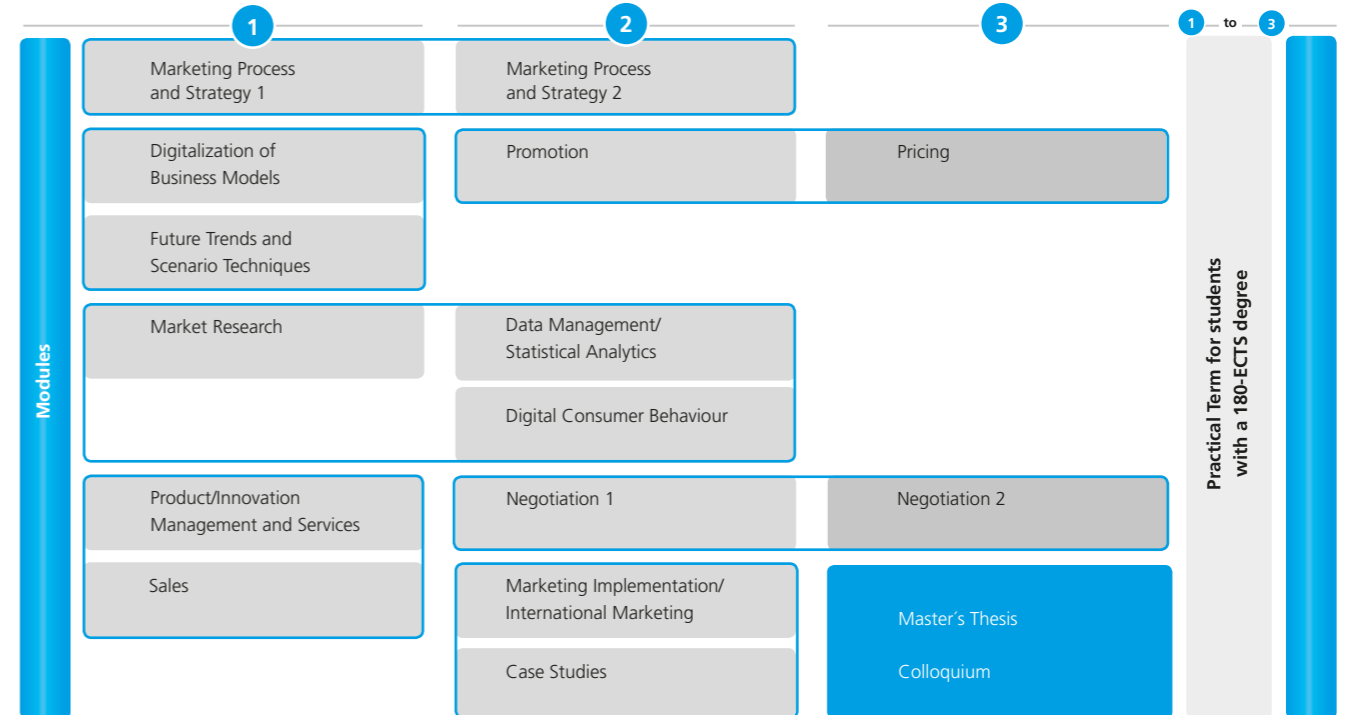 1
2
3
1 to 3
Modules
Marketing Process
and Strategy 1
Marketing Process
and Strategy 2
Digitalization of
Business Models
Promotion
Pricing
Future Trends and
Scenario Techniques
Market Research
Data Management/
Statistical Analytics
Digital Consumer Behaviour
Product/Innovation
Management and Services
Negotiation 1
Negotiation 2
Sales
Marketing Implementation/
International Marketing
Case Studies
Master´s Thesis
Colloquium
Practical Term for students
with a 180-ECTS degree